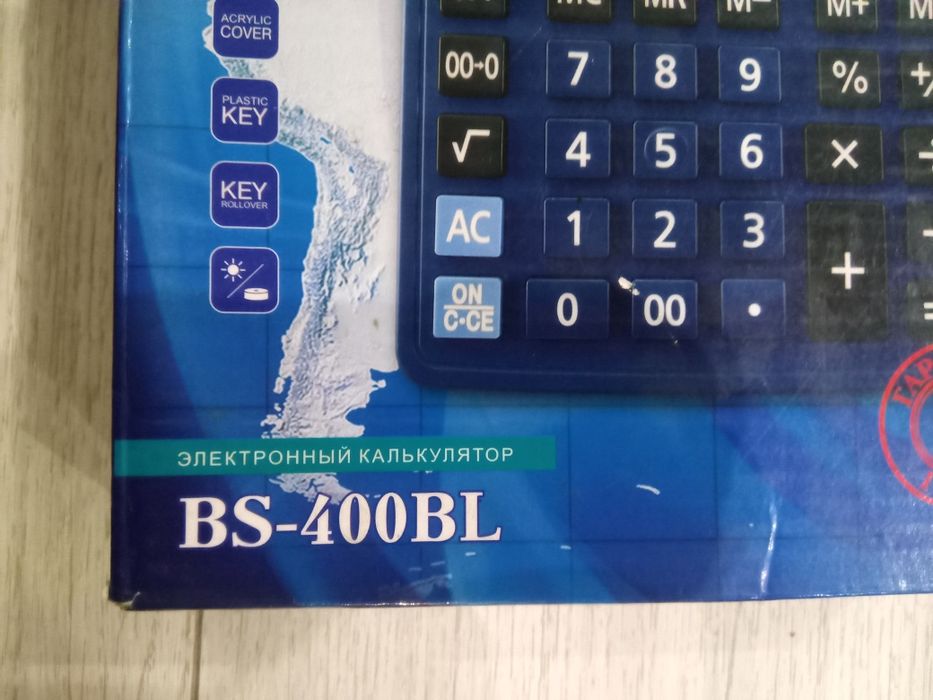 ACRYLIC
COVER
PLASTIC
KEY
KEY
ROLLOVER
MR M− M+
00→0 7 8 9 %
√ 4 5 6 ×
AC 1 2 3
ON
C·CE
0 00 · +
ЭЛЕКТРОННЫЙ КАЛЬКУЛЯТОР
BS-400BL